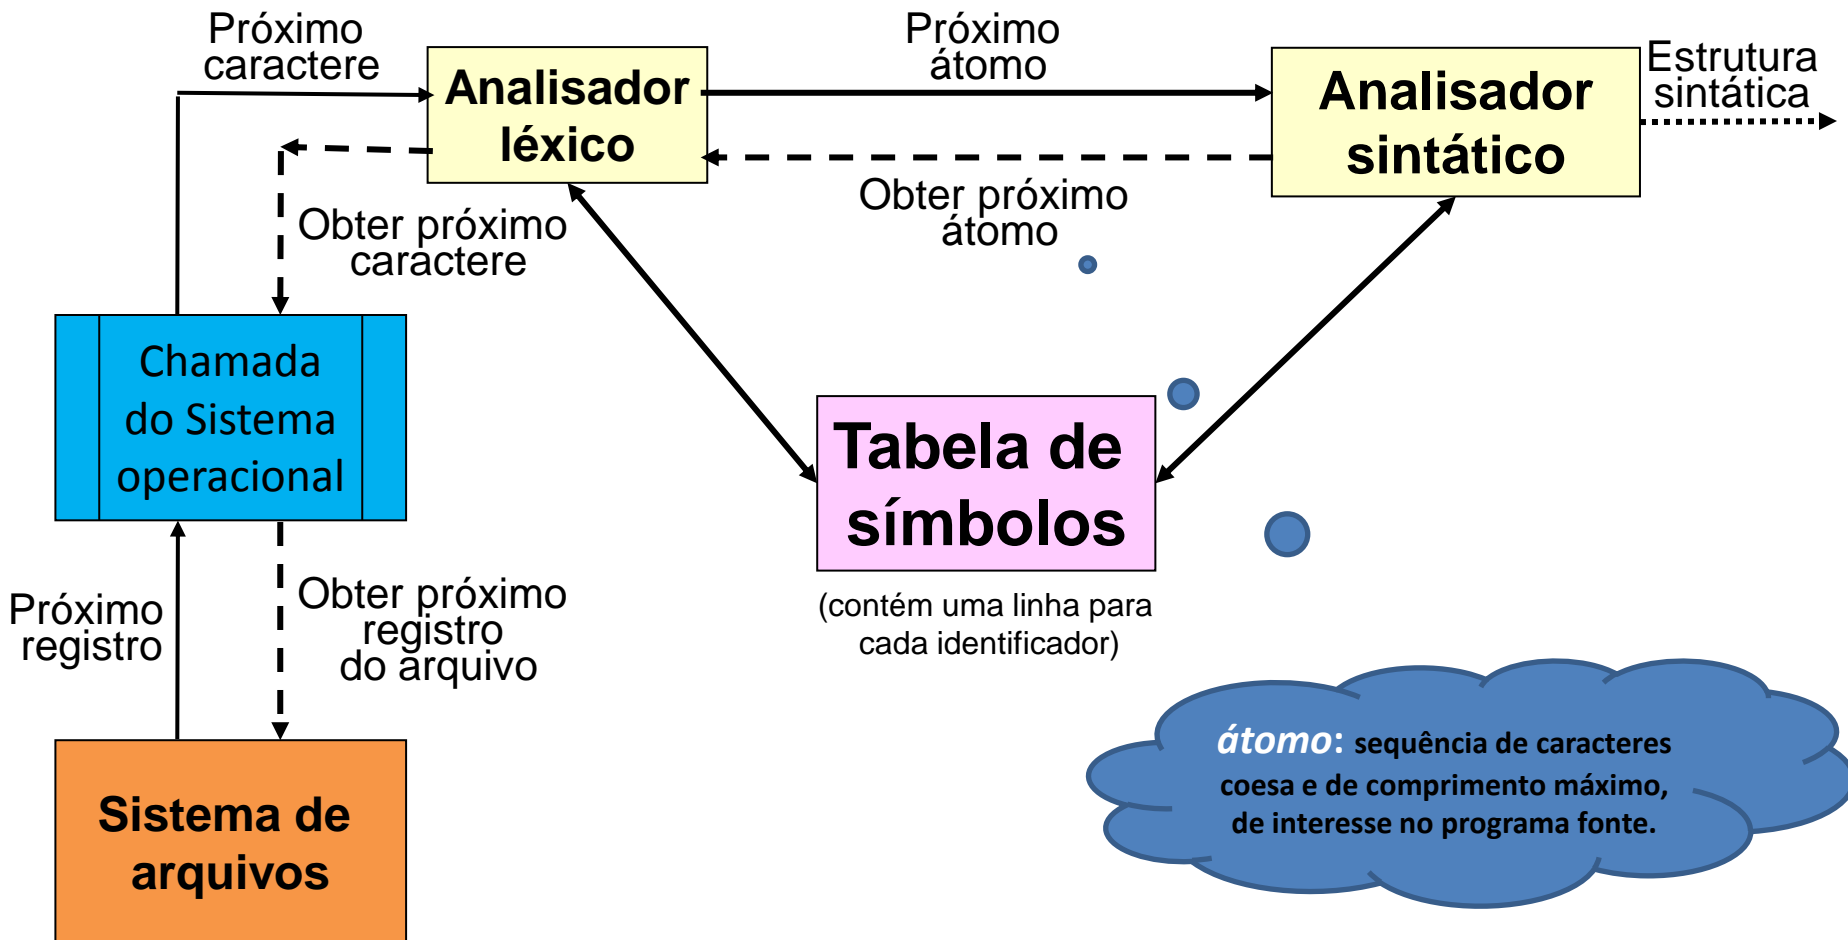 Próximo
caractere
Analisador
léxico
Próximo
átomo
Analisador
sintático
Estrutura
sintática
Obter próximo
caractere
Obter próximo
átomo
Chamada
do Sistema
operacional
Tabela de
símbolos
(contém uma linha para
cada identificador)
Próximo
registro
Obter próximo
registro
do arquivo
Sistema de
arquivos
átomo: sequência de caracteres
coesa e de comprimento máximo,
de interesse no programa fonte.